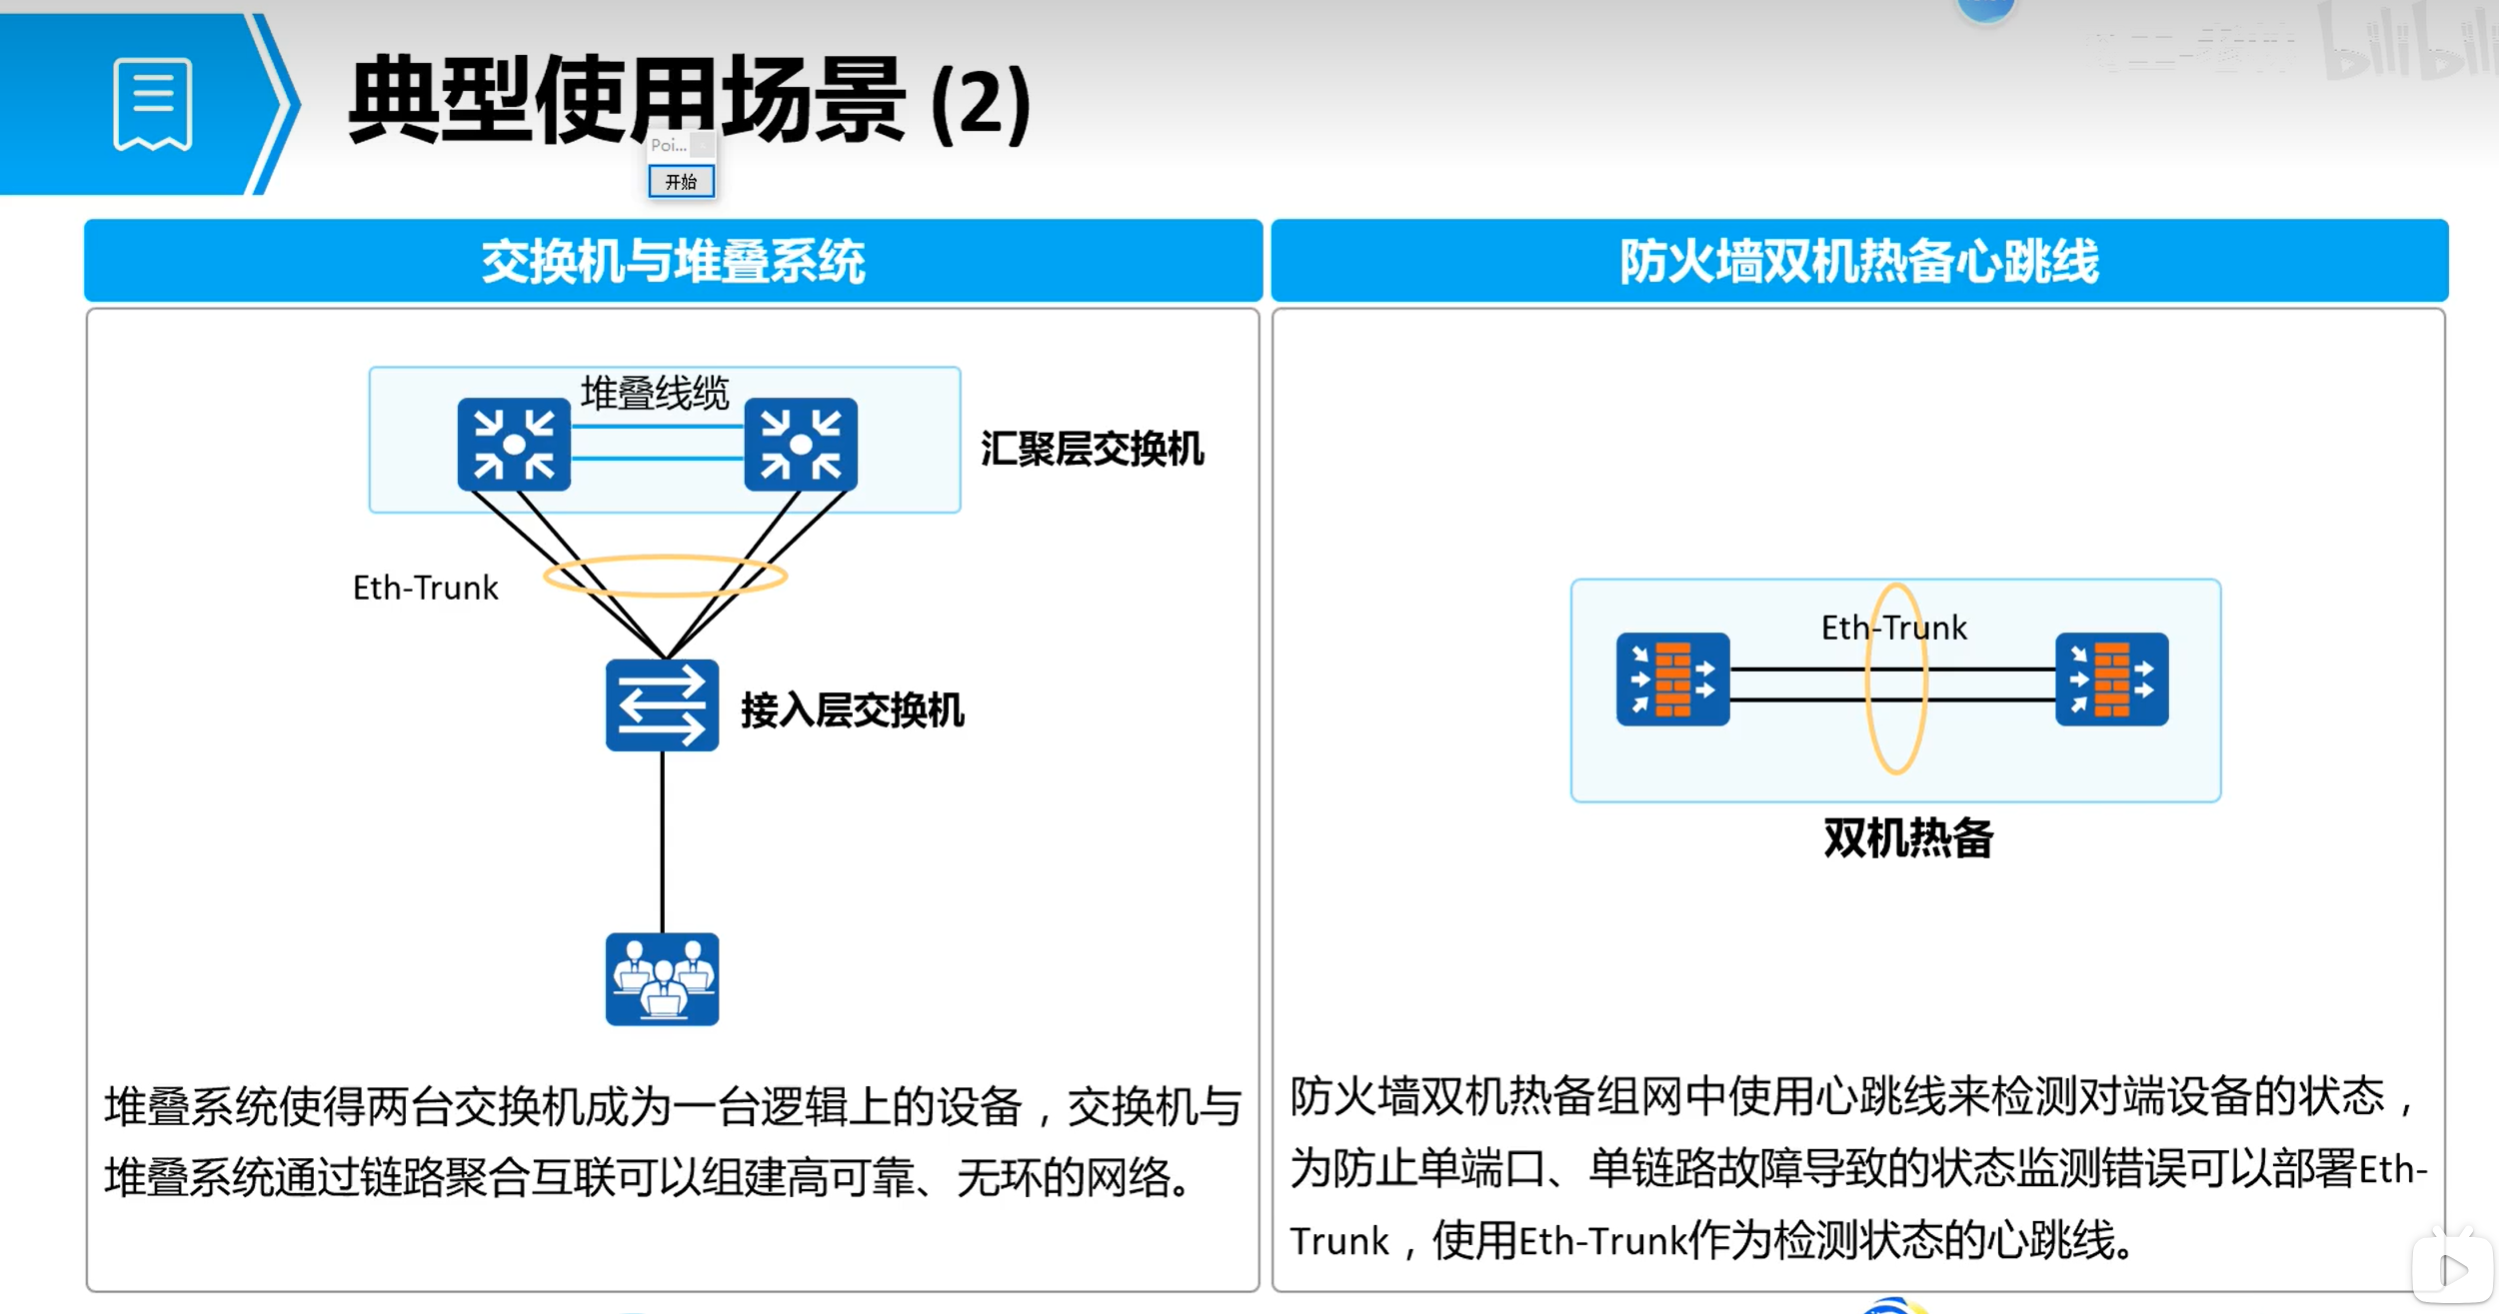 典型使用场景 (2)
Poi...
开始
bilibili
交换机与堆叠系统
堆叠线缆
汇聚层交换机
Eth-Trunk
接入层交换机
堆叠系统使得两台交换机成为一台逻辑上的设备，交换机与
堆叠系统通过链路聚合互联可以组建高可靠、无环的网络。
防火墙双机热备心跳线
Eth-Trunk
双机热备
防火墙双机热备组网中使用心跳线来检测对端设备的状态，
为防止单端口、单链路故障导致的状态监测错误可以部署Eth-
Trunk，使用Eth-Trunk作为检测状态的心跳线。